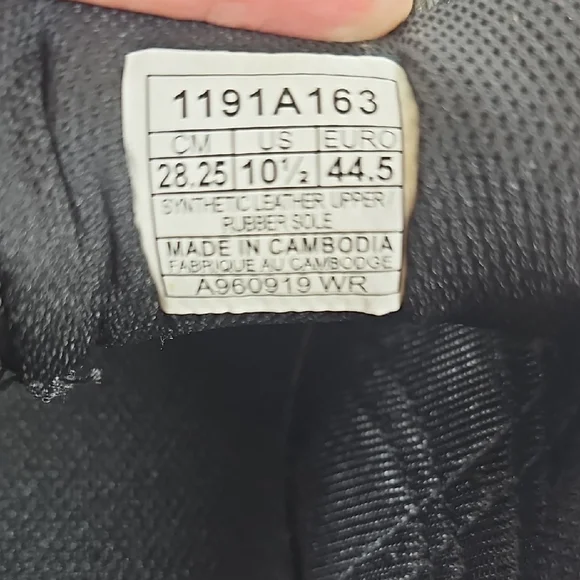 1191A163
CM US EURO
28.25 10½ 44.5
SYNTHETIC LEATHER UPPER/
RUBBER SOLE
MADE IN CAMBODIA
FABRIQUE AU CAMBODGE
A960919 WR